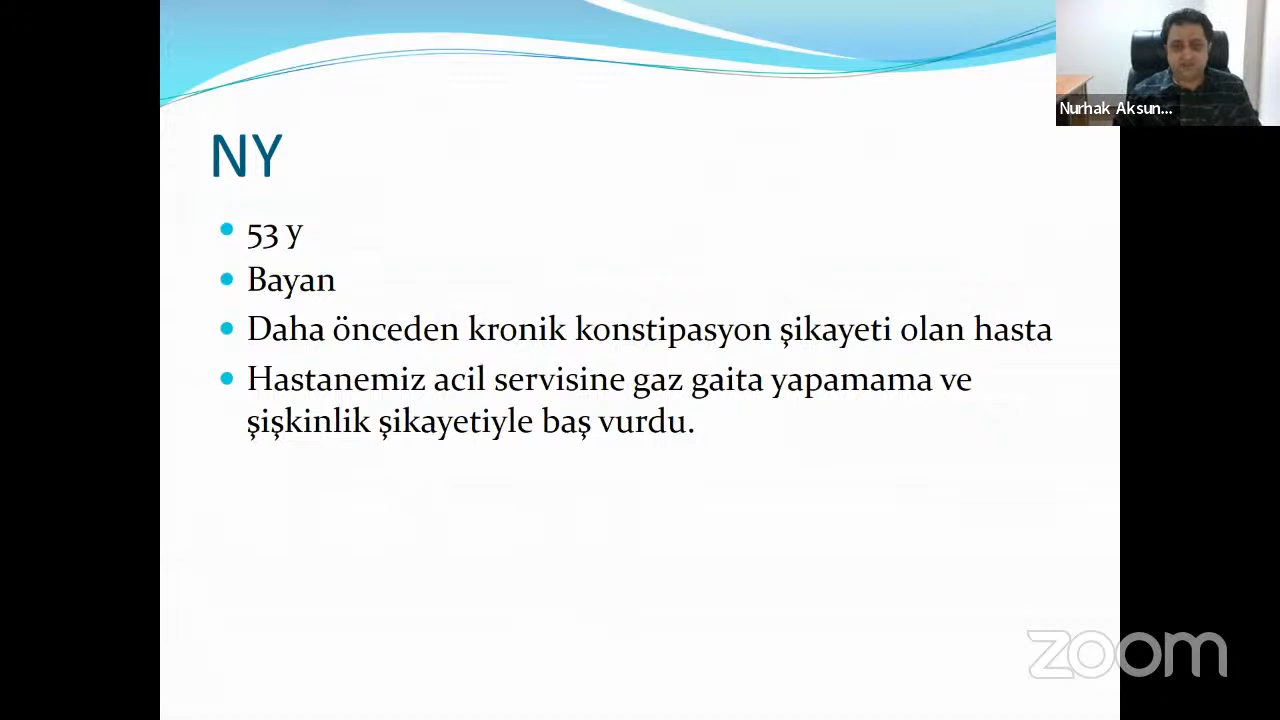 Nurhak Aksun...
NY
53 y
Bayan
Daha önceden kronik konstipasyon şikayeti olan hasta
Hastanemiz acil servisine gaz gaita yapamama ve
şişkinlik şikayetiyle baş vurdu.
zoom